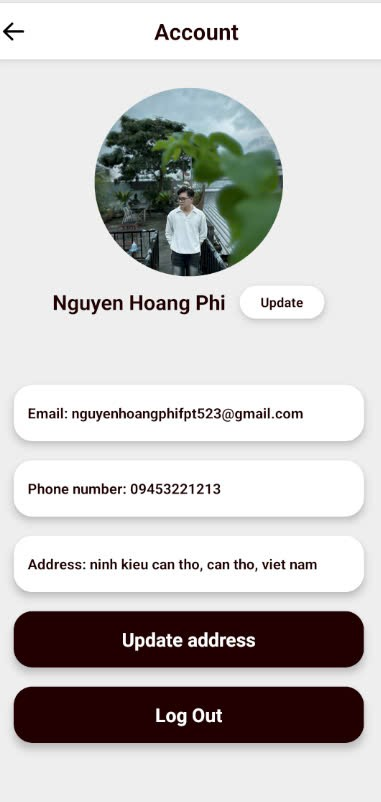 Account
Nguyen Hoang Phi
Update
Email: nguyenhoangphifpt523@gmail.com
Phone number: 09453221213
Address: ninh kieu can tho, can tho, viet nam
Update address
Log Out